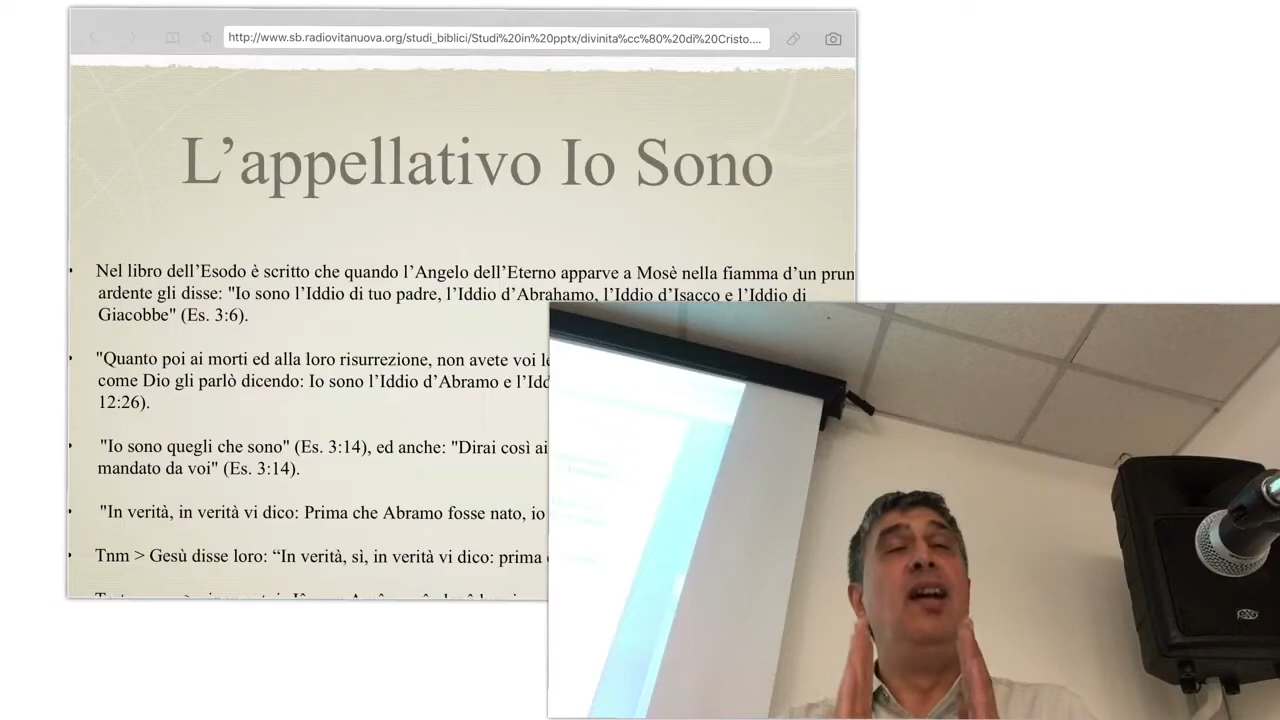 http://www.sb.radiovitanuova.org/studi_biblici/Studi%20in%20pptx/divinita%cc%80%20di%20Cristo....
L’appellativo Io Sono
Nel libro dell’Esodo è scritto che quando l’Angelo dell’Eterno apparve a Mosè nella fiamma d’un prun
ardente gli disse: "Io sono l’Iddio di tuo padre, l’Iddio d’Abrahamo, l’Iddio d’Isacco e l’Iddio di
Giacobbe" (Es. 3:6).
"Quanto poi ai morti ed alla loro risurrezione, non avete voi le
come Dio gli parlò dicendo: Io sono l’Iddio d’Abramo e l’Idd
12:26).
"Io sono quegli che sono" (Es. 3:14), ed anche: "Dirai così ai
mandato da voi" (Es. 3:14).
"In verità, in verità vi dico: Prima che Abramo fosse nato, io
Tnm > Gesù disse loro: “In verità, sì, in verità vi dico: prima